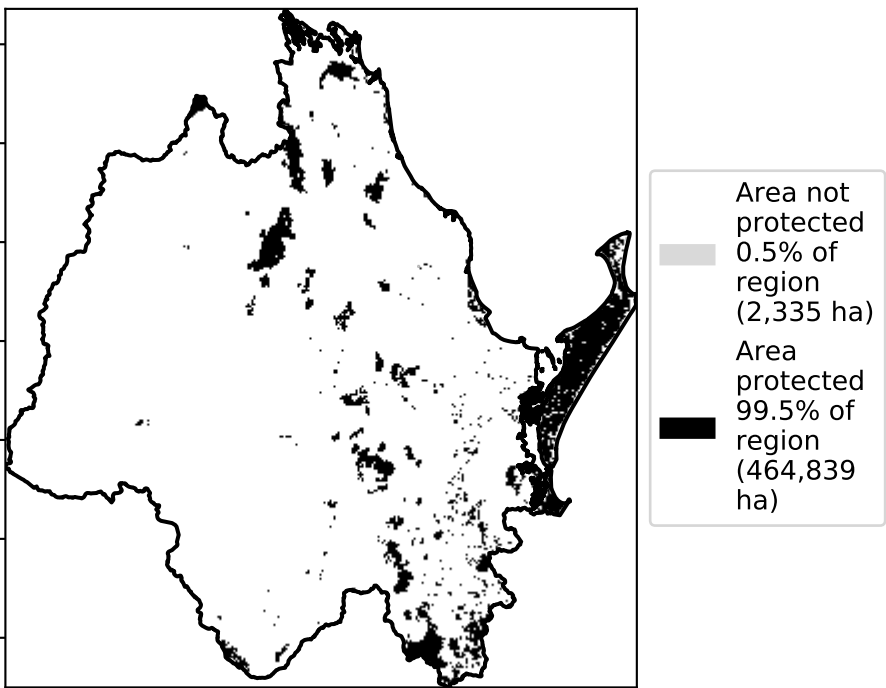 Area not
protected
0.5% of
region
(2,335 ha)
Area
protected
99.5% of
region
(464,839
ha)